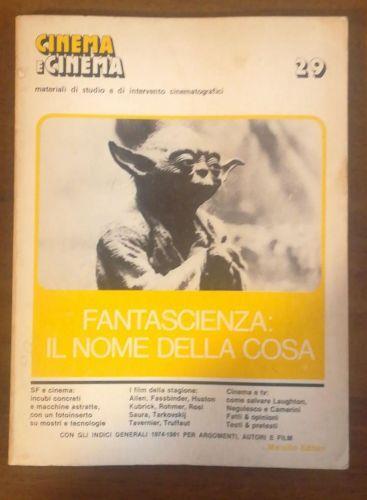 CINEMA
E CINEMA
29
materiali di studio e di intervento cinematografici
FANTASCIENZA:
IL NOME DELLA COSA
SF e cinema:
incubi concreti
e macchine astratte,
con un fotoinserto
su mostri e tecnologie
I film della stagione:
Allen, Fassbinder, Huston
Kubrick, Rohmer, Rosi
Saura, Tarkovskij
Tavernier, Truffaut
Cinema e tv:
come salvare Laughton,
Negulesco e Camerini
Fatti & opinioni
Testi & pretesti
CON GLI INDICI GENERALI 1974-1981 PER ARGOMENTI, AUTORI E FILM
Marsilio Editori